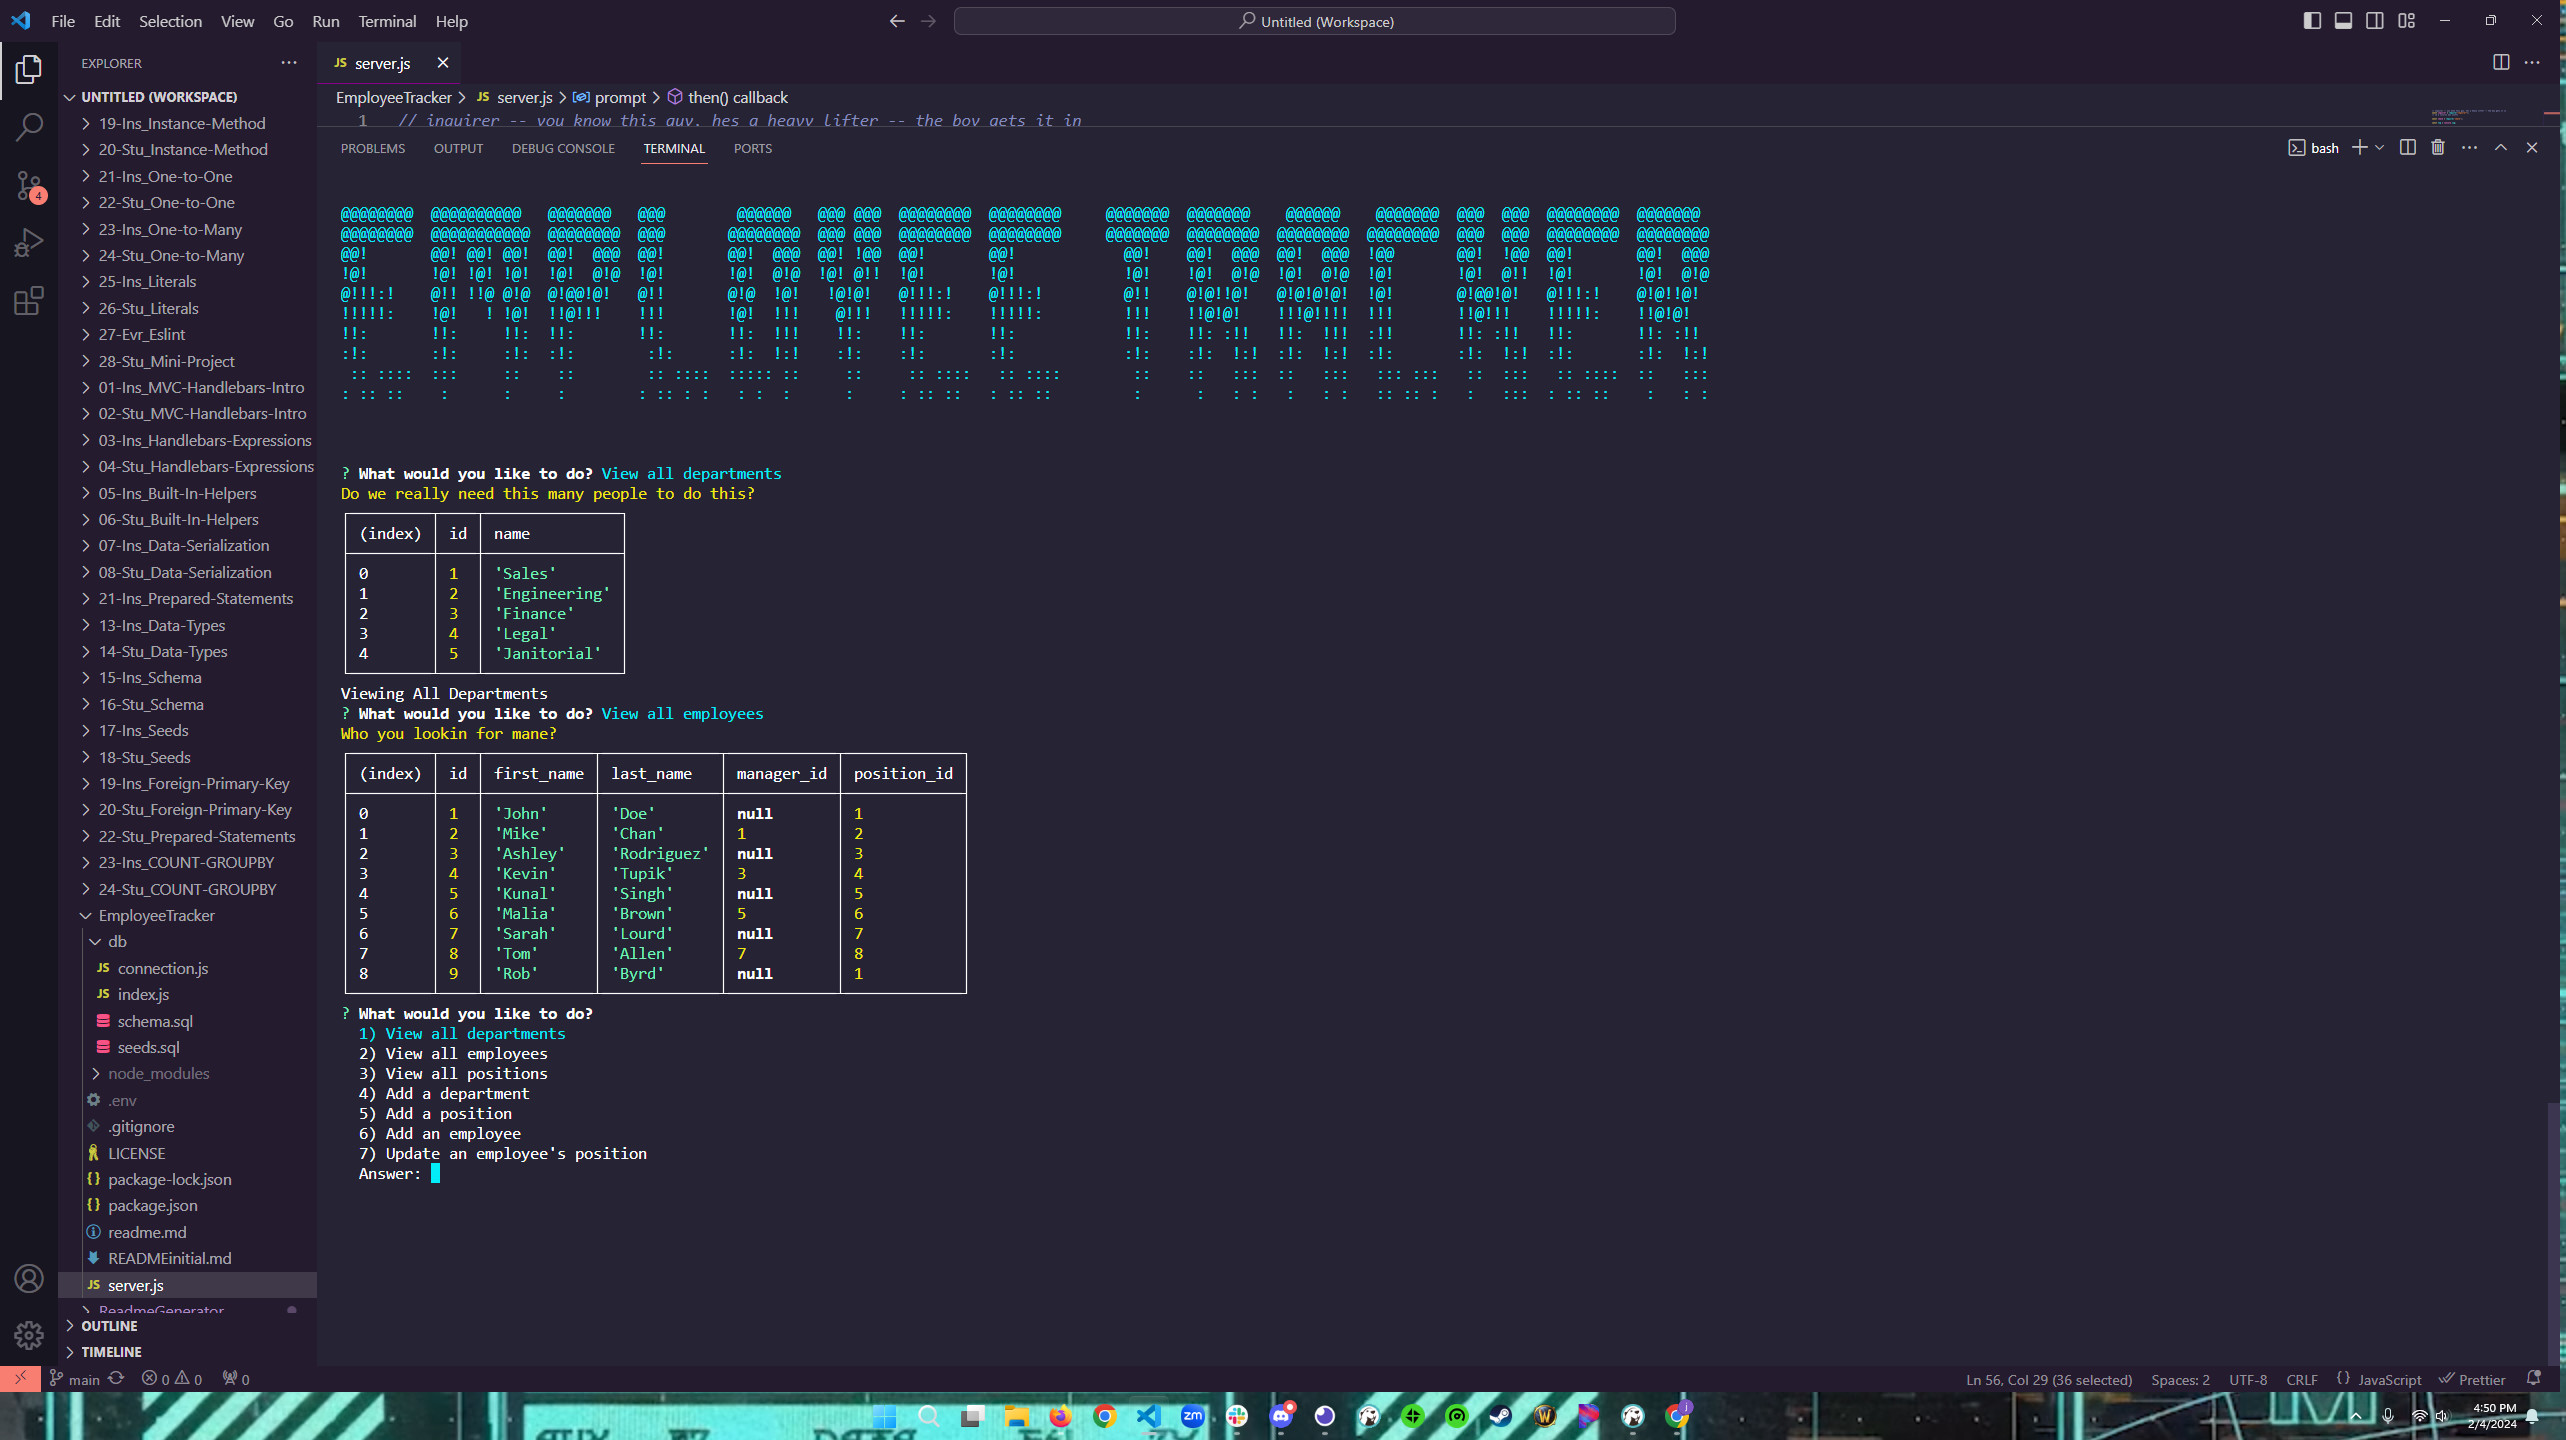 File Edit Selection View Go Run Terminal Help
Untitled (Workspace)
EXPLORER
UNTITLED (WORKSPACE)
19-Ins_Instance-Method
20-Stu_Instance-Method
21-Ins_One-to-One
22-Stu_One-to-One
23-Ins_One-to-Many
24-Stu_One-to-Many
25-Ins_Literals
26-Stu_Literals
27-Evr_Eslint
28-Stu_Mini-Project
01-Ins_MVC-Handlebars-Intro
02-Stu_MVC-Handlebars-Intro
03-Ins_Handlebars-Expressions
04-Stu_Handlebars-Expressions
05-Ins_Built-In-Helpers
06-Stu_Built-In-Helpers
07-Ins_Data-Serialization
08-Stu_Data-Serialization
21-Ins_Prepared-Statements
13-Ins_Data-Types
14-Stu_Data-Types
15-Ins_Schema
16-Stu_Schema
17-Ins_Seeds
18-Stu_Seeds
19-Ins_Foreign-Primary-Key
20-Stu_Foreign-Primary-Key
22-Stu_Prepared-Statements
23-Ins_COUNT-GROUPBY
24-Stu_COUNT-GROUPBY
EmployeeTracker
db
JS connection.js
JS index.js
schema.sql
seeds.sql
node_modules
.env
.gitignore
LICENSE
{} package-lock.json
{} package.json
readme.md
READMEinitial.md
JS server.js
ReadmeGenerator
OUTLINE
TIMELINE
JS server.js
EmployeeTracker > JS server.js > prompt > then() callback
1 // inquirer -- you know this guy, hes a heavy lifter -- the boy gets it in
PROBLEMS OUTPUT DEBUG CONSOLE TERMINAL PORTS
bash
EMPLOYEE TRACKER
? What would you like to do? View all departments
Do we really need this many people to do this?
(index) id name
0 1 'Sales'
1 2 'Engineering'
2 3 'Finance'
3 4 'Legal'
4 5 'Janitorial'
Viewing All Departments
? What would you like to do? View all employees
Who you lookin for mane?
(index) id first_name last_name manager_id position_id
0 1 'John' 'Doe' null 1
1 2 'Mike' 'Chan' 1 2
2 3 'Ashley' 'Rodriguez' null 3
3 4 'Kevin' 'Tupik' 3 4
4 5 'Kunal' 'Singh' null 5
5 6 'Malia' 'Brown' 5 6
6 7 'Sarah' 'Lourd' null 7
7 8 'Tom' 'Allen' 7 8
8 9 'Rob' 'Byrd' null 1
? What would you like to do?
1) View all departments
2) View all employees
3) View all positions
4) Add a department
5) Add a position
6) Add an employee
7) Update an employee's position
Answer:
main 0 0 0
Ln 56, Col 29 (36 selected) Spaces: 2 UTF-8 CRLF {} JavaScript Prettier
4:50 PM
2/4/2024